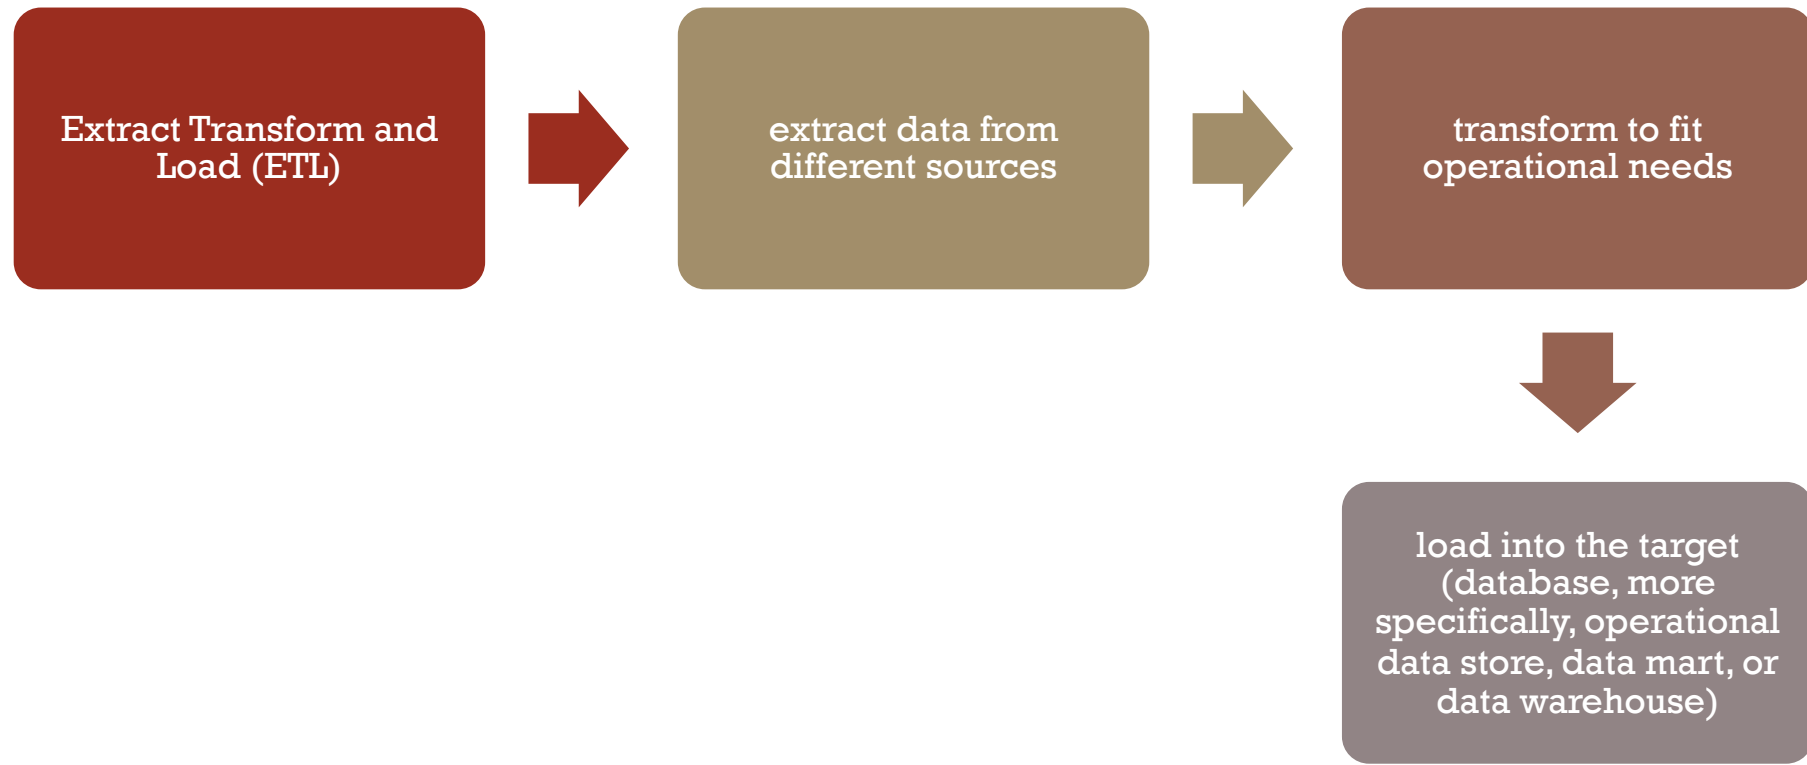 Extract Transform and
Load (ETL)
extract data from
different sources
transform to fit
operational needs
load into the target
(database, more
specifically, operational
data store, data mart, or
data warehouse)